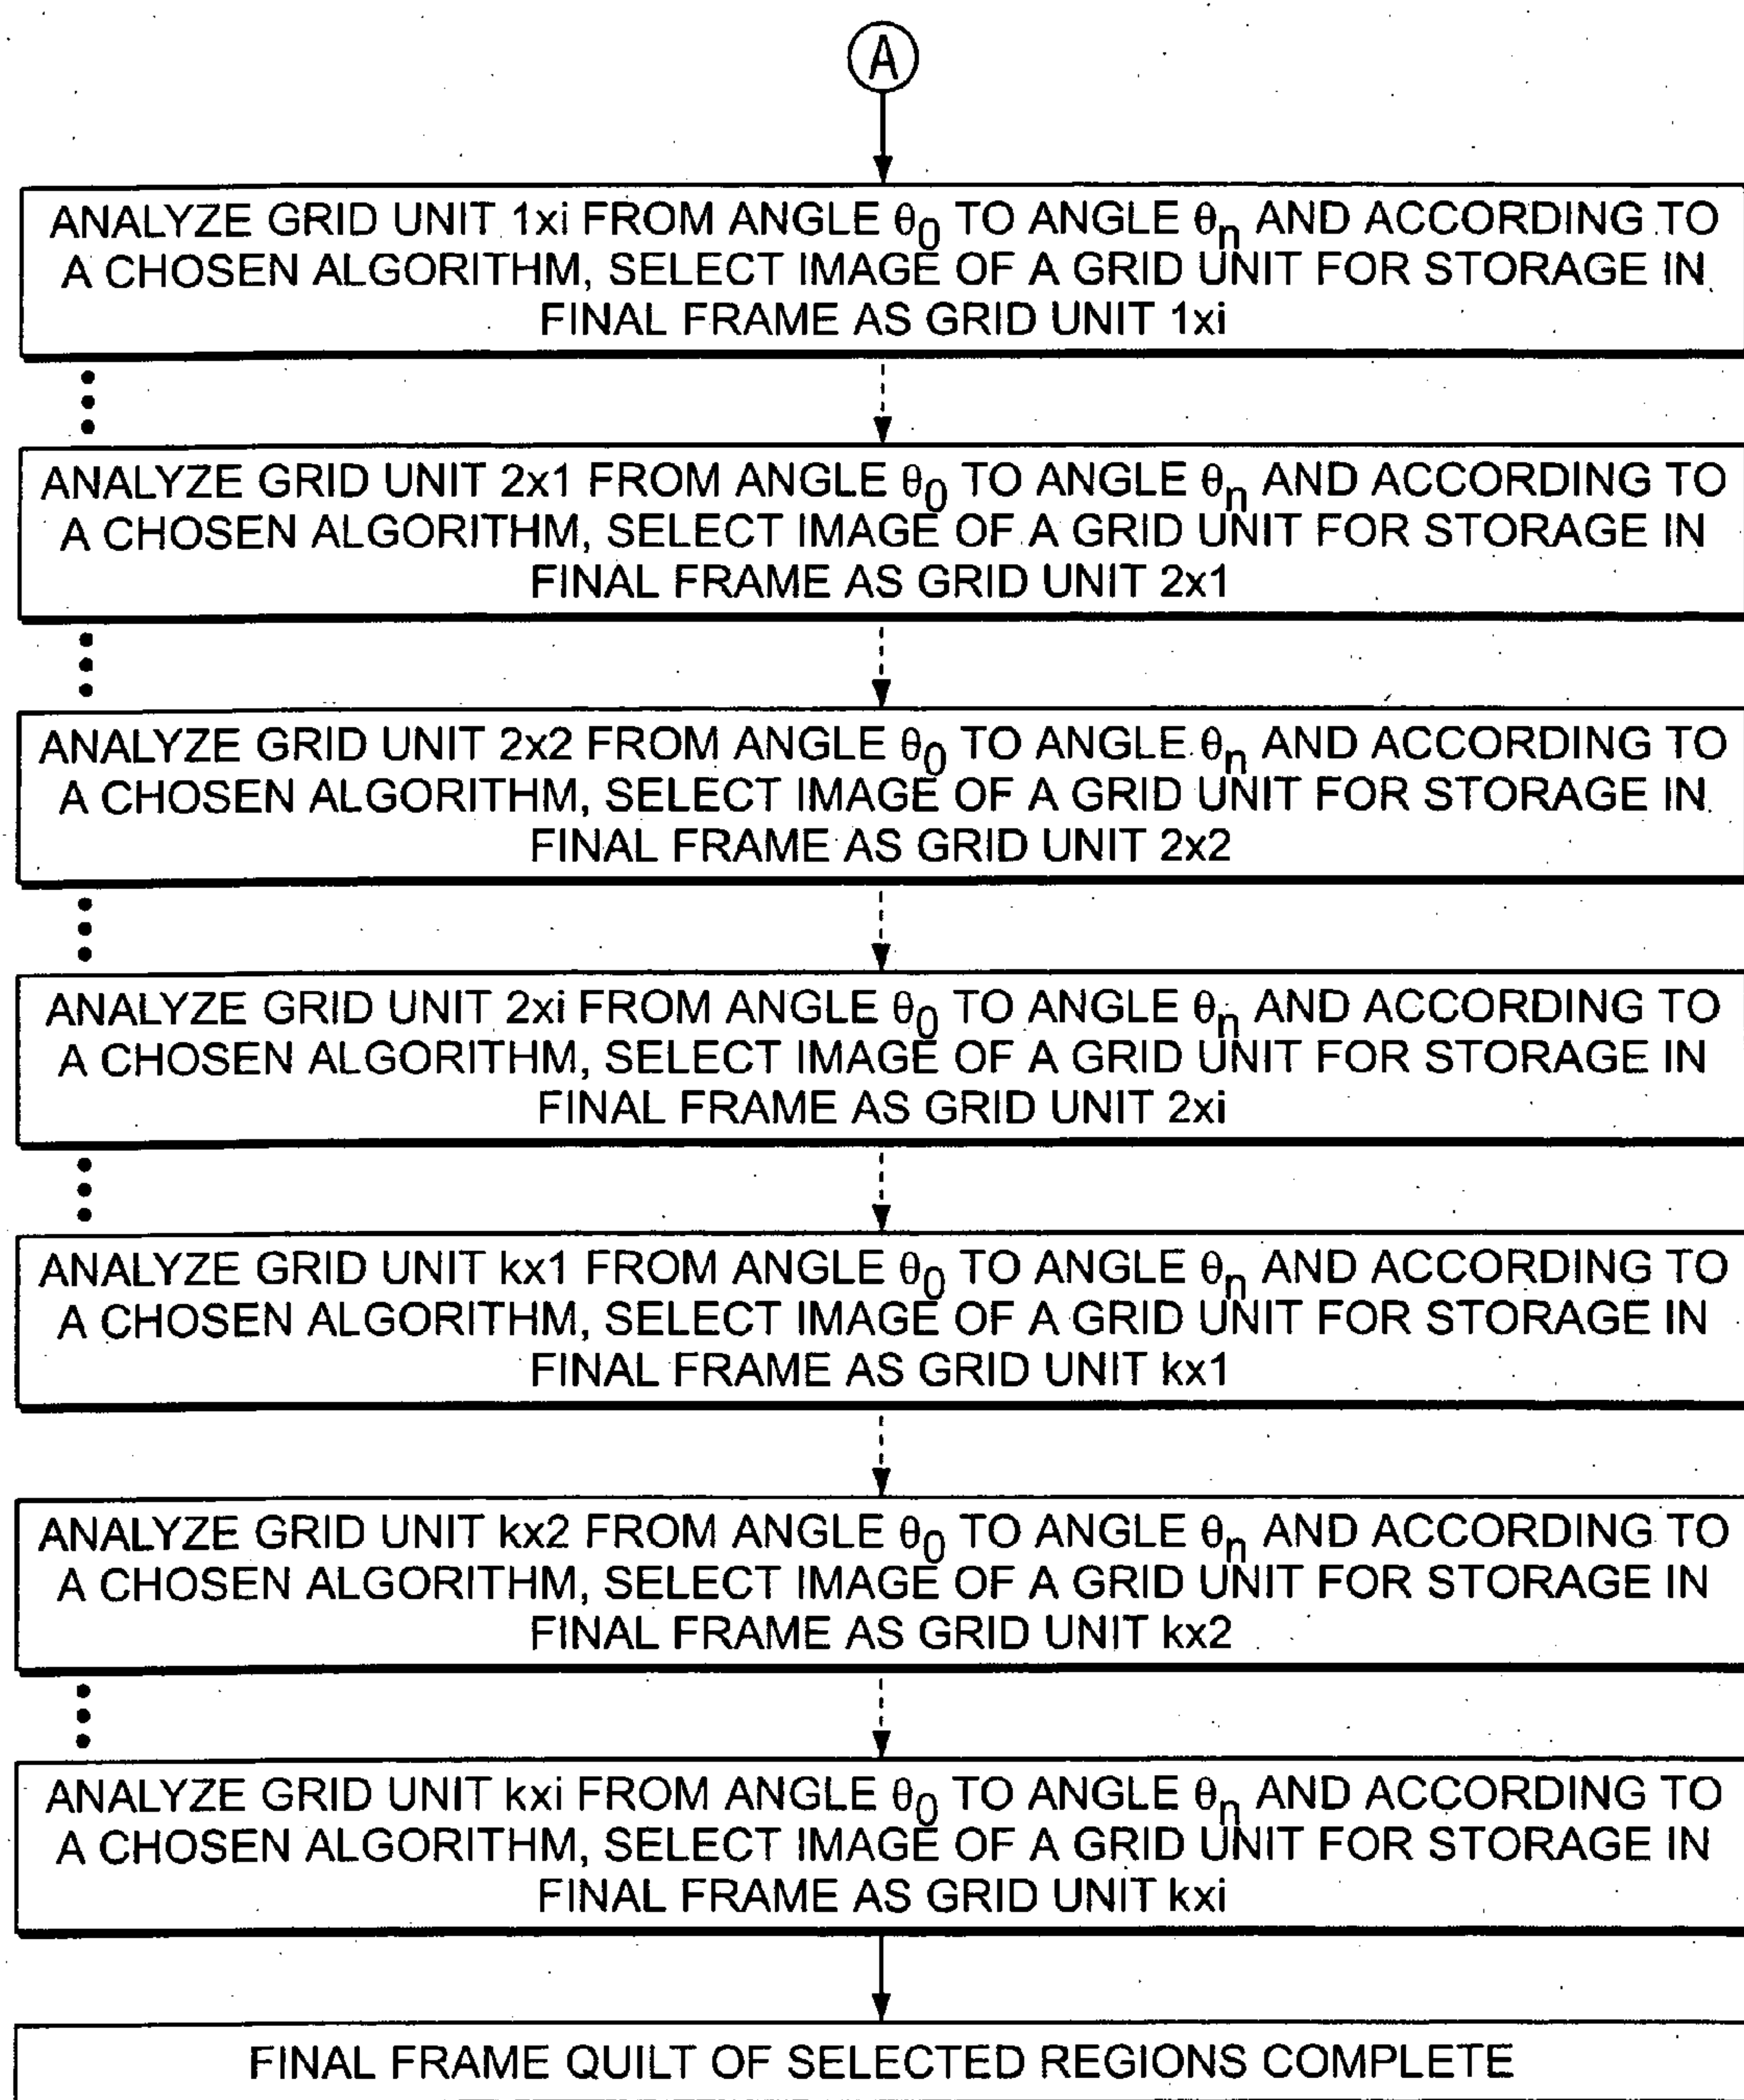 A
ANALYZE GRID UNIT 1xi FROM ANGLE θ0 TO ANGLE θn AND ACCORDING TO
A CHOSEN ALGORITHM, SELECT IMAGE OF A GRID UNIT FOR STORAGE IN
FINAL FRAME AS GRID UNIT 1xi
ANALYZE GRID UNIT 2x1 FROM ANGLE θ0 TO ANGLE θn AND ACCORDING TO
A CHOSEN ALGORITHM, SELECT IMAGE OF A GRID UNIT FOR STORAGE IN
FINAL FRAME AS GRID UNIT 2x1
ANALYZE GRID UNIT 2x2 FROM ANGLE θ0 TO ANGLE θn AND ACCORDING TO
A CHOSEN ALGORITHM, SELECT IMAGE OF A GRID UNIT FOR STORAGE IN
FINAL FRAME AS GRID UNIT 2x2
ANALYZE GRID UNIT 2xi FROM ANGLE θ0 TO ANGLE θn AND ACCORDING TO
A CHOSEN ALGORITHM, SELECT IMAGE OF A GRID UNIT FOR STORAGE IN
FINAL FRAME AS GRID UNIT 2xi
ANALYZE GRID UNIT kx1 FROM ANGLE θ0 TO ANGLE θn AND ACCORDING TO
A CHOSEN ALGORITHM, SELECT IMAGE OF A GRID UNIT FOR STORAGE IN
FINAL FRAME AS GRID UNIT kx1
ANALYZE GRID UNIT kx2 FROM ANGLE θ0 TO ANGLE θn AND ACCORDING TO
A CHOSEN ALGORITHM, SELECT IMAGE OF A GRID UNIT FOR STORAGE IN
FINAL FRAME AS GRID UNIT kx2
ANALYZE GRID UNIT kxi FROM ANGLE θ0 TO ANGLE θn AND ACCORDING TO
A CHOSEN ALGORITHM, SELECT IMAGE OF A GRID UNIT FOR STORAGE IN
FINAL FRAME AS GRID UNIT kxi
FINAL FRAME QUILT OF SELECTED REGIONS COMPLETE